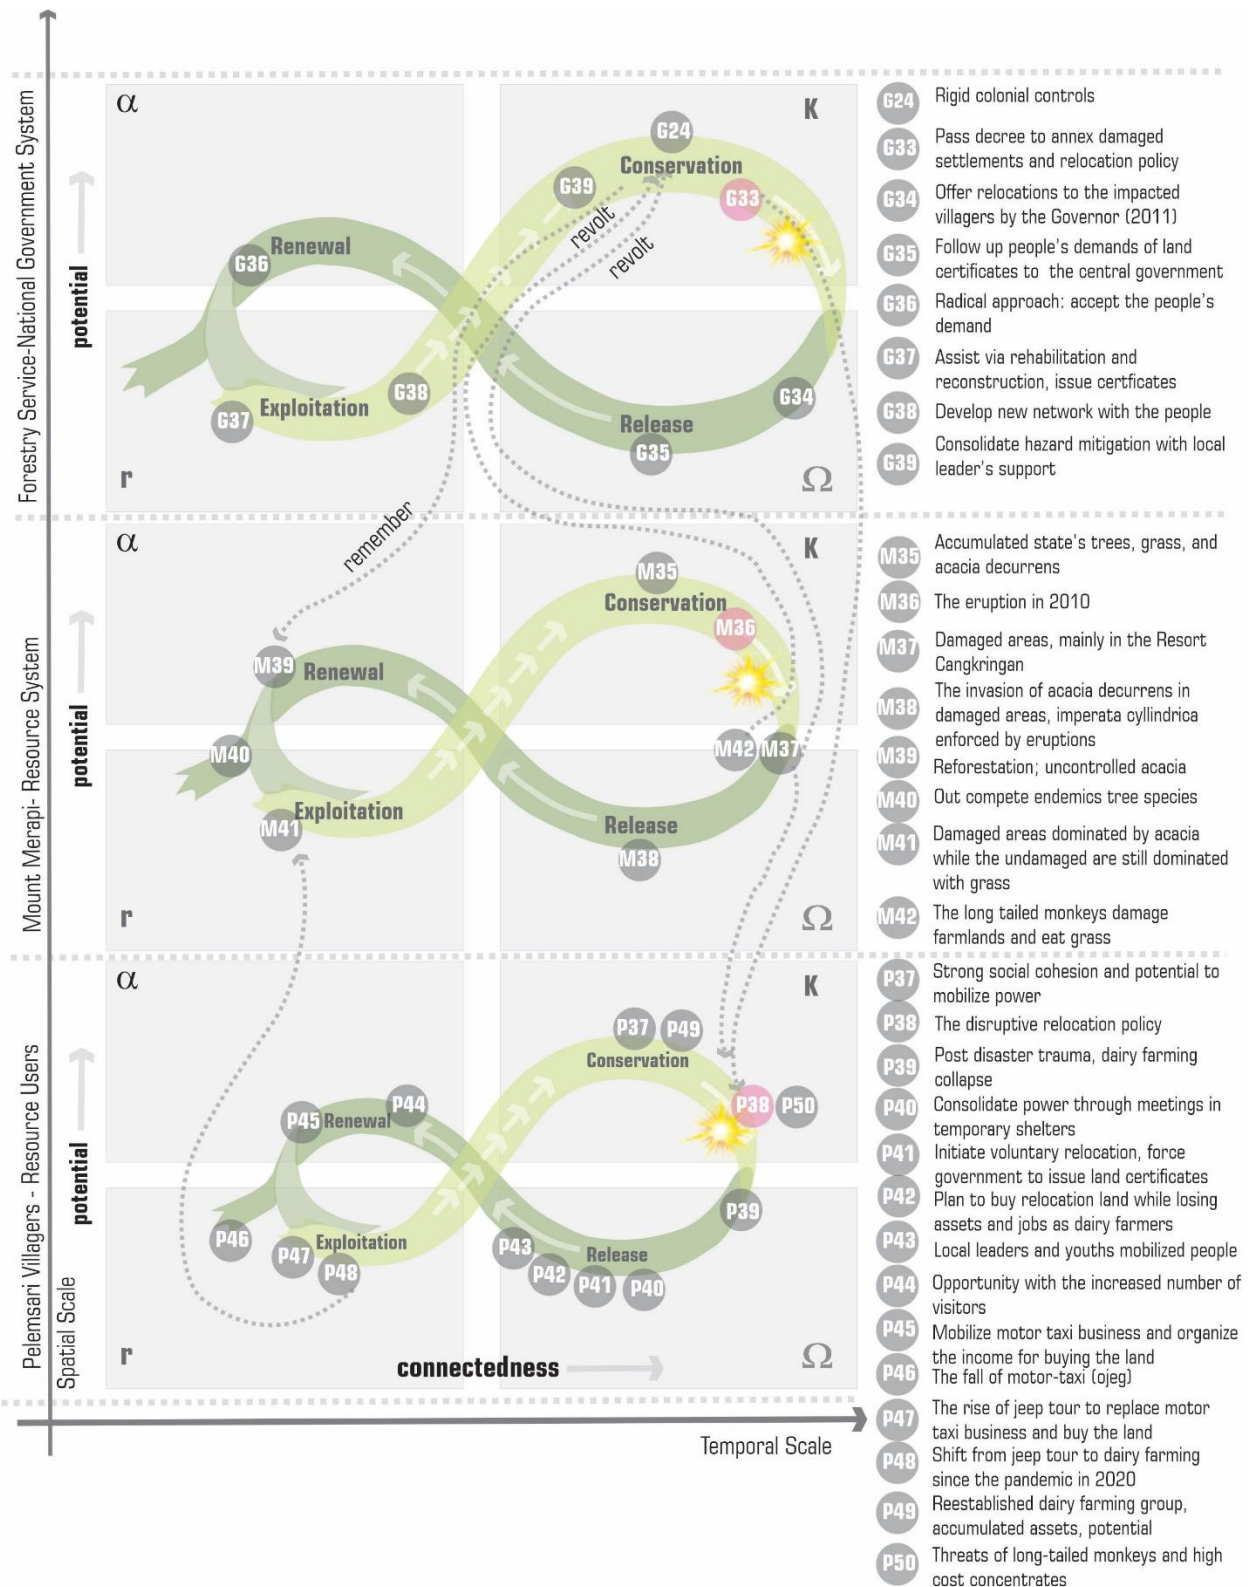 Forestry Service-National Government System
potential
α
K
G24
Conservation
G39
G33
revolt
revolt
Renewal
G36
G38
Exploitation
G37
G34
Release
G35
r
Ω
G24 Rigid colonial controls
G33 Pass decree to annex damaged
settlements and relocation policy
G34 Offer relocations to the impacted
villagers by the Governor (2011)
G35 Follow up people's demands of land
certificates to the central government
G36 Radical approach: accept the people's
demand
G37 Assist via rehabilitation and
reconstruction, issue certficates
G38 Develop new network with the people
G39 Consolidate hazard mitigation with local
leader's support
Mount Merapi- Resource System
potential
α
remember
K
M35
Conservation
M36
M39
Renewal
M40
M42
M37
Exploitation
M41
Release
M38
r
Ω
M35 Accumulated state's trees, grass, and
acacia decurrens
M36 The eruption in 2010
M37 Damaged areas, mainly in the Resort
Cangkringan
M38 The invasion of acacia decurrens in
damaged areas, imperata cyllindrica
enforced by eruptions
M39 Reforestation; uncontrolled acacia
M40 Out compete endemics tree species
M41 Damaged areas dominated by acacia
while the undamaged are still dominated
with grass
M42 The long tailed monkeys damage
farmlands and eat grass
Pelemsari Villagers - Resource Users
Spatial Scale
potential
α
K
P37
P49
Conservation
P38
P50
P44
P45
Renewal
P39
P46
P47
Exploitation
P48
P43
P42
P41
P40
Release
r
Ω
connectedness
Temporal Scale
P37 Strong social cohesion and potential to
mobilize power
P38 The disruptive relocation policy
P39 Post disaster trauma, dairy farming
collapse
P40 Consolidate power through meetings in
temporary shelters
P41 Initiate voluntary relocation, force
government to issue land certificates
P42 Plan to buy relocation land while losing
assets and jobs as dairy farmers
P43 Local leaders and youths mobilized people
P44 Opportunity with the increased number of
visitors
P45 Mobilize motor taxi business and organize
the income for buying the land
P46 The fall of motor-taxi (ojeg)
P47 The rise of jeep tour to replace motor
taxi business and buy the land
P48 Shift from jeep tour to dairy farming
since the pandemic in 2020
P49 Reestablished dairy farming group,
accumulated assets, potential
P50 Threats of long-tailed monkeys and high
cost concentrates